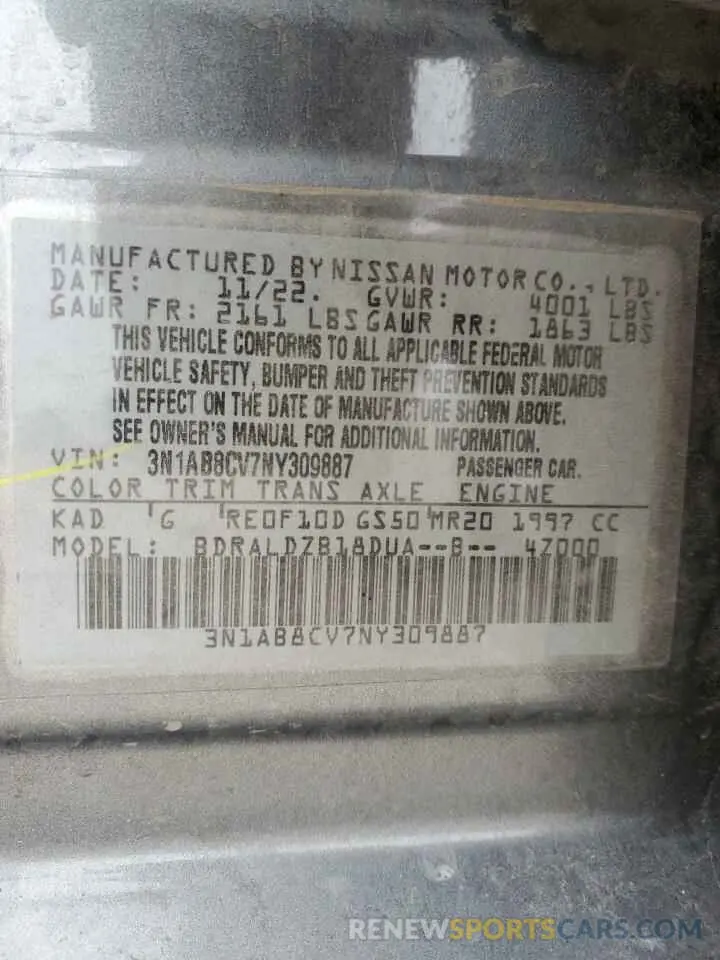 MANUFACTURED BY NISSAN MOTOR CO., LTD.
DATE: 11/22. GVWR: 4001 LBS
GAWR FR: 2161 LBS GAWR RR: 1863 LBS
THIS VEHICLE CONFORMS TO ALL APPLICABLE FEDERAL MOTOR
VEHICLE SAFETY, BUMPER AND THEFT PREVENTION STANDARDS
IN EFFECT ON THE DATE OF MANUFACTURE SHOWN ABOVE.
SEE OWNER'S MANUAL FOR ADDITIONAL INFORMATION.
VIN: 3N1AB8CV7NY309887 PASSENGER CAR.
COLOR TRIM TRANS AXLE ENGINE
KAD G RE0F10D GS50 MR20 1997 CC
MODEL: BDRALDZB18DUA--B-- 4Z000
3N1AB8CV7NY309887
RENEWSPORTSCARS.COM